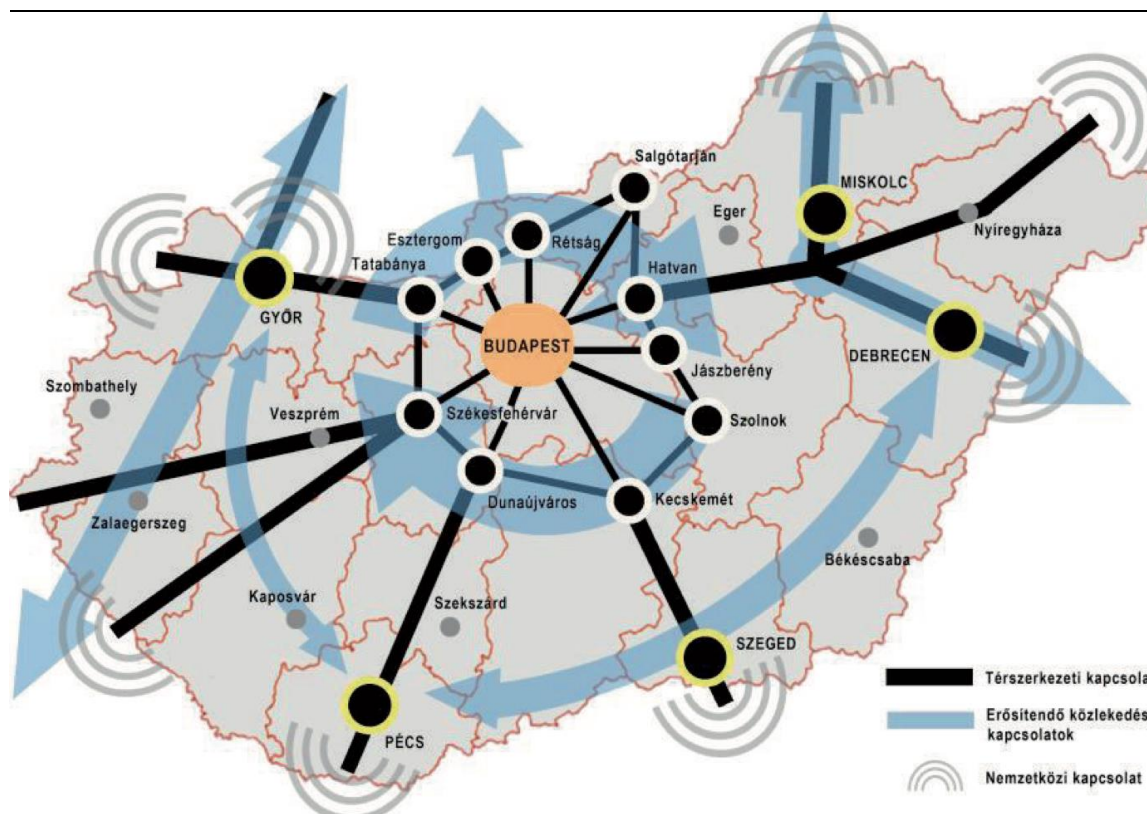 Salgótarján
MISKOLC
Eger
Nyíregyháza
Esztergom
Rétság
Tatabánya
Hatvan
GYŐR
BUDAPEST
DEBRECEN
Jászberény
Szombathely
Veszprém
Székesfehérvár
Szolnok
Dunaújváros
Kecskemét
Zalaegerszeg
Békéscsaba
Kaposvár
Szekszárd
SZEGED
PÉCS
Térszerkezeti kapcsola
Erősítendő közlekedés
kapcsolatok
Nemzetközi kapcsolat